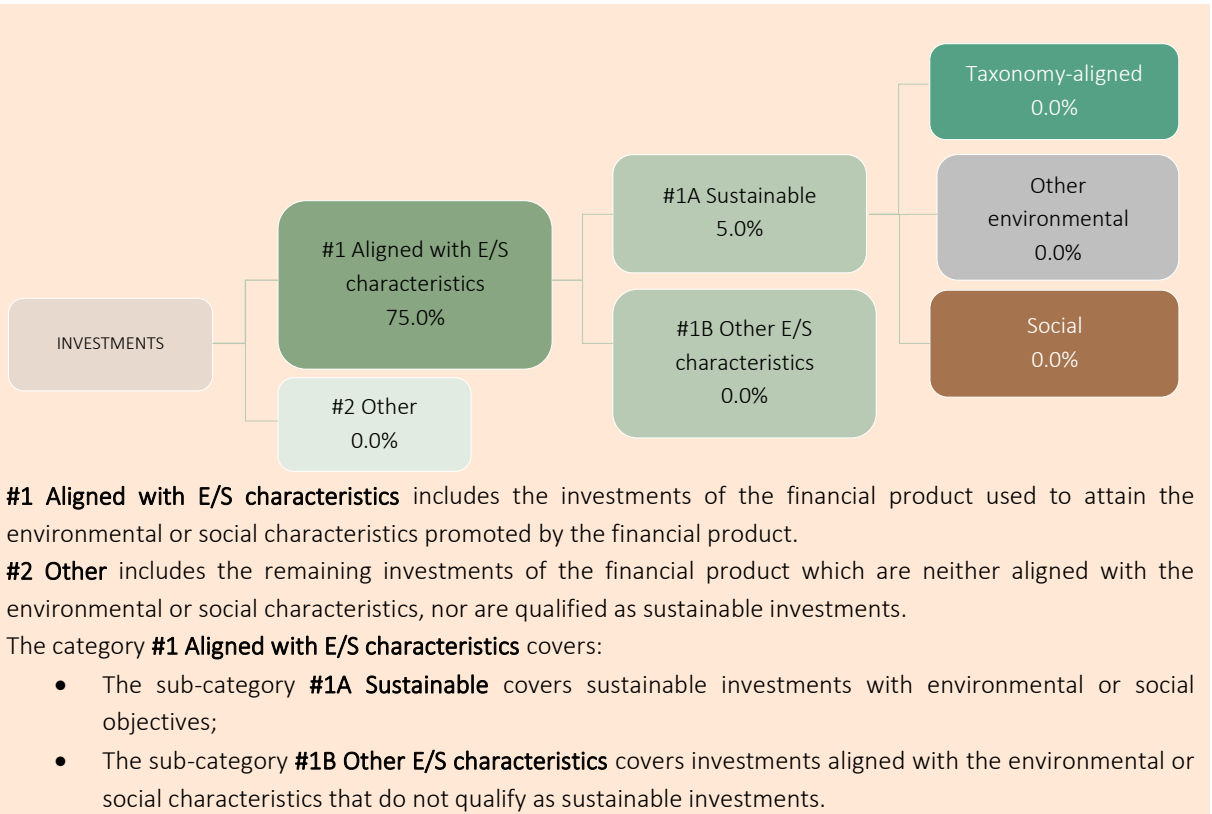 INVESTMENTS
#1 Aligned with E/S
characteristics
75.0%
#2 Other
0.0%
#1A Sustainable
5.0%
#1B Other E/S
characteristics
0.0%
Taxonomy-aligned
0.0%
Other
environmental
0.0%
Social
0.0%
#1 Aligned with E/S characteristics includes the investments of the financial product used to attain the
environmental or social characteristics promoted by the financial product.
#2 Other includes the remaining investments of the financial product which are neither aligned with the
environmental or social characteristics, nor are qualified as sustainable investments.
The category #1 Aligned with E/S characteristics covers:
• The sub-category #1A Sustainable covers sustainable investments with environmental or social
objectives;
• The sub-category #1B Other E/S characteristics covers investments aligned with the environmental or
social characteristics that do not qualify as sustainable investments.